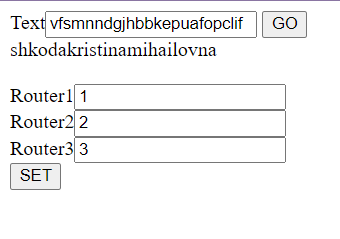 Text vfsmnndgjhbbkepuafopclif GO
shkodakristinamihailovna
Router1 1
Router2 2
Router3 3
SET